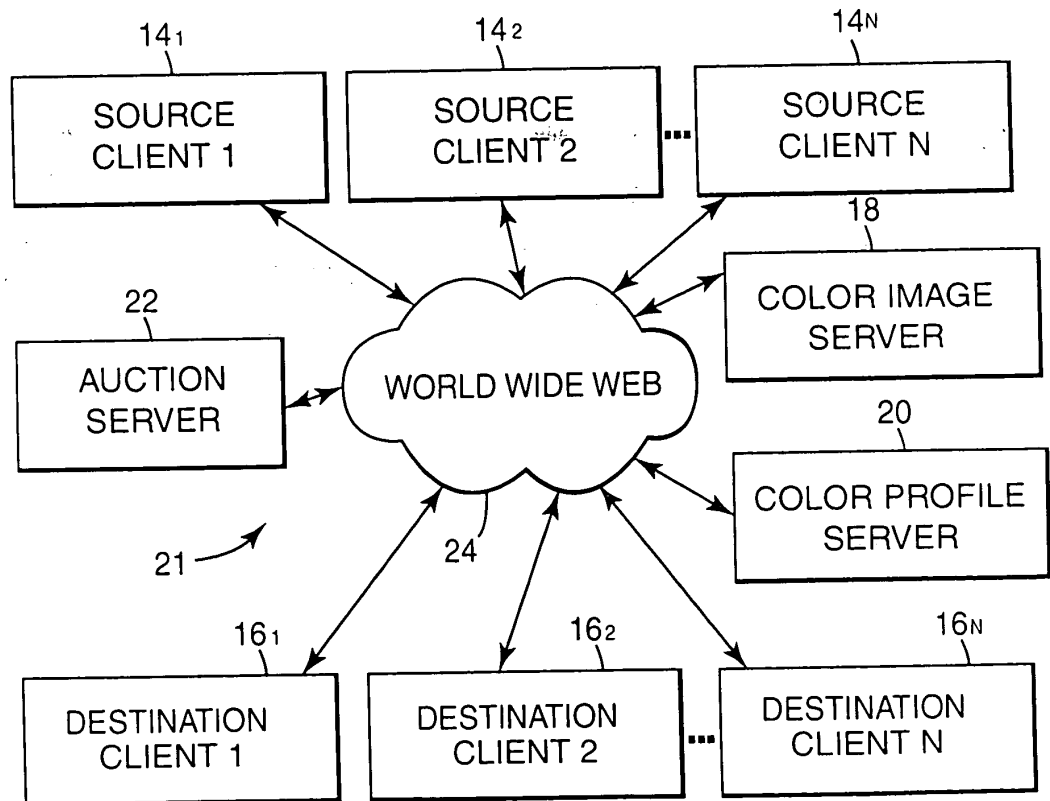 14₁
14₂
14N
SOURCE
CLIENT 1
SOURCE
CLIENT 2
SOURCE
CLIENT N
18
COLOR IMAGE
SERVER
22
AUCTION
SERVER
WORLD WIDE WEB
20
COLOR PROFILE
SERVER
24
21
16₁
16₂
16N
DESTINATION
CLIENT 1
DESTINATION
CLIENT 2
DESTINATION
CLIENT N